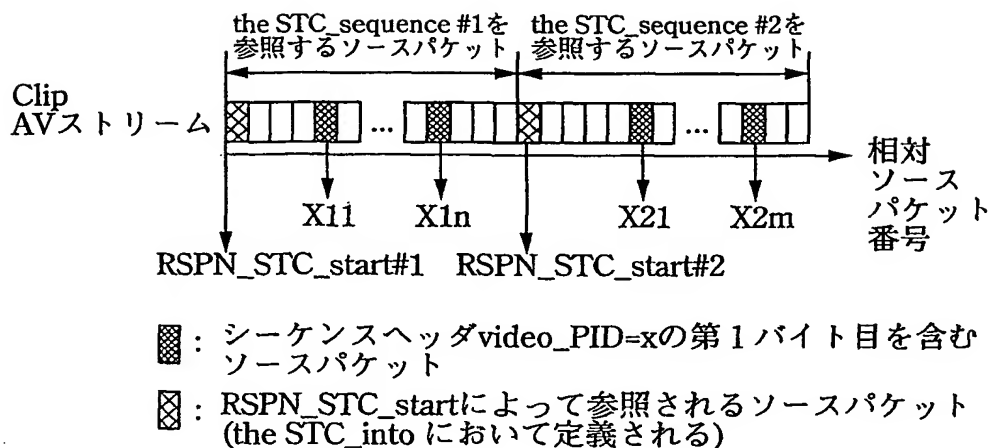 the STC_sequence #1を
参照するソースパケット
the STC_sequence #2を
参照するソースパケット
Clip
AVストリーム
...
...
相対
ソース
パケット
番号
X11
X1n
X21
X2m
RSPN_STC_start#1
RSPN_STC_start#2
: シーケンスヘッダvideo_PID=xの第1バイト目を含む
ソースパケット
: RSPN_STC_startによって参照されるソースパケット
(the STC_into において定義される)